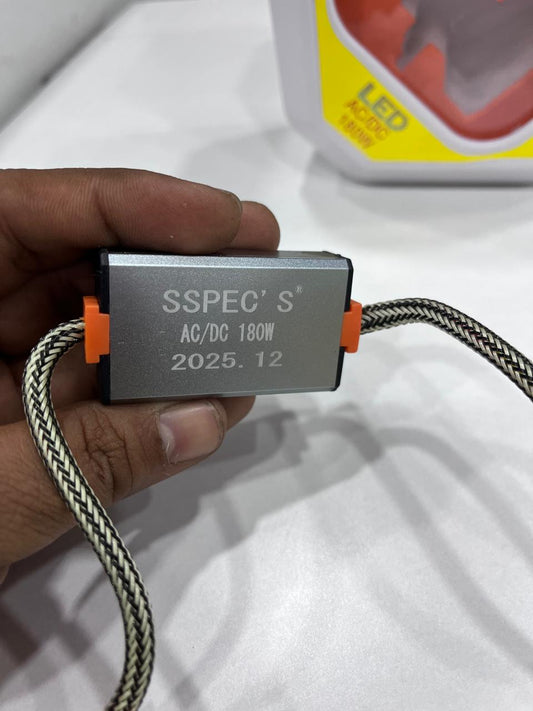 LED
AC/DC
180W
SSPEC'S®
AC/DC 180W
2025.12